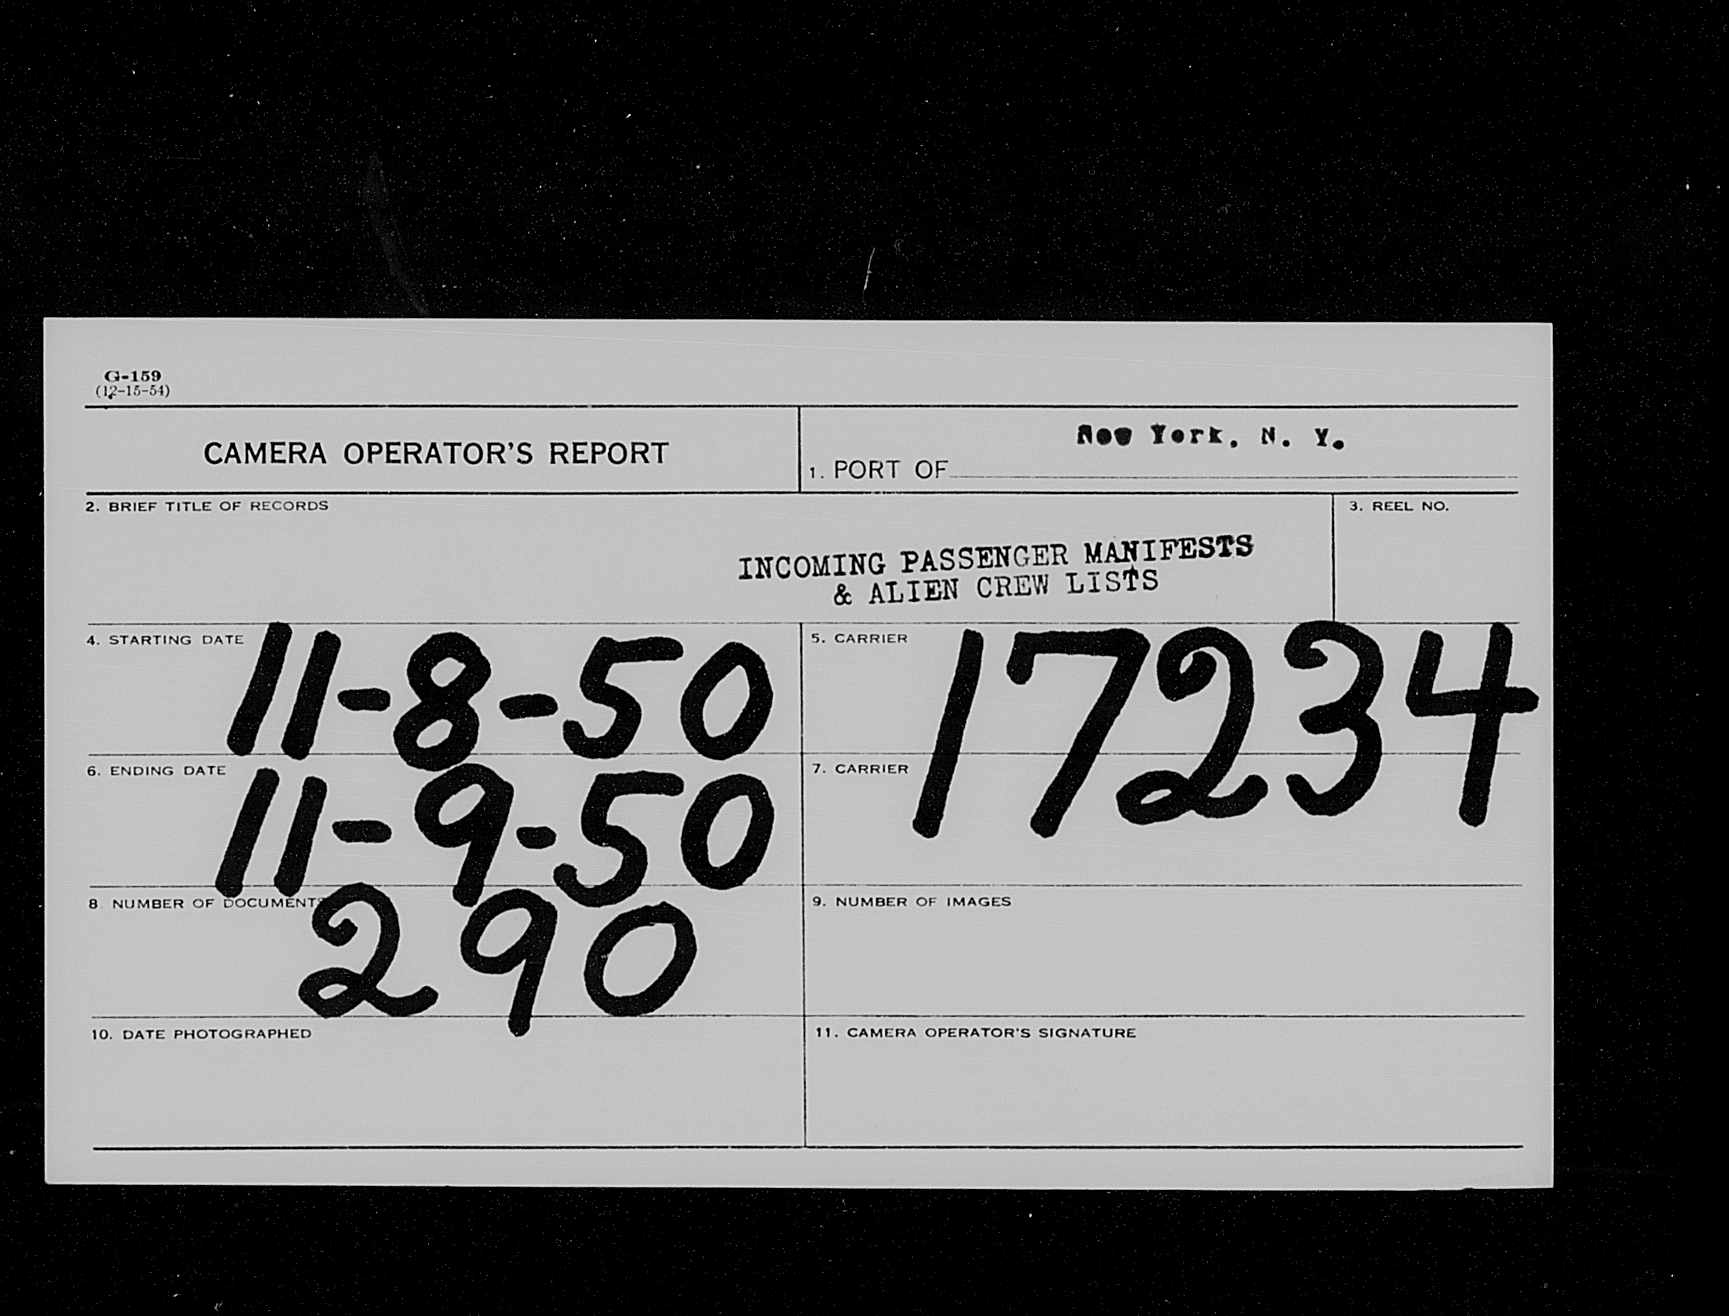 G-159
(12-15-54)
CAMERA OPERATOR'S REPORT
1. PORT OF New York, N. Y.
2. BRIEF TITLE OF RECORDS
INCOMING PASSENGER MANIFESTS
& ALIEN CREW LISTS
3. REEL NO.
4. STARTING DATE 11-8-50
5. CARRIER 17234
6. ENDING DATE 11-9-50
7. CARRIER
8 NUMBER OF DOCUMENTS 290
9. NUMBER OF IMAGES
10. DATE PHOTOGRAPHED
11. CAMERA OPERATOR'S SIGNATURE